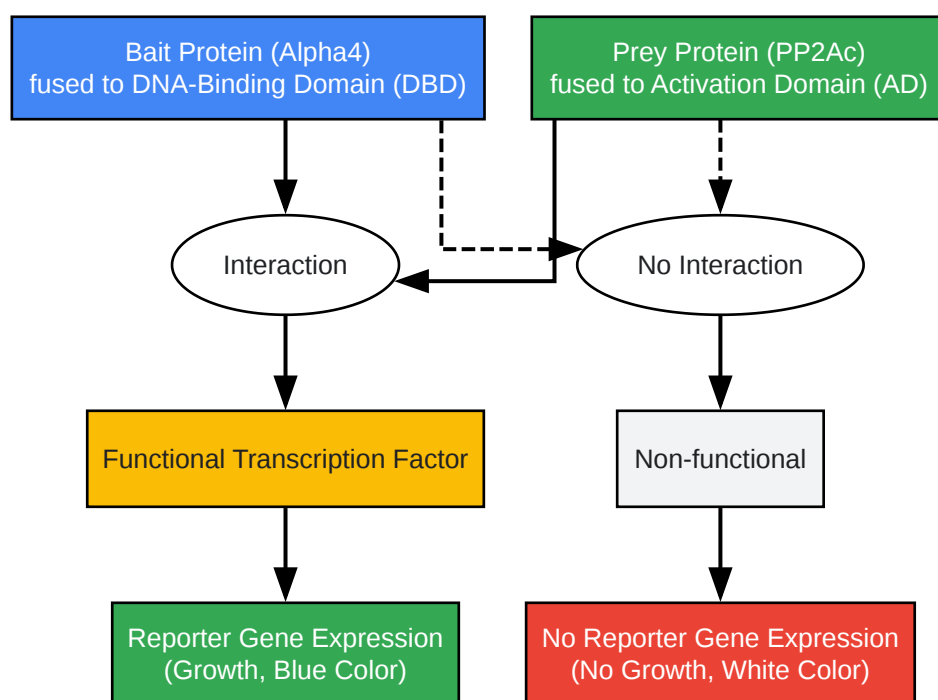 Bait Protein (Alpha4)
fused to DNA-Binding Domain (DBD)
Prey Protein (PP2Ac)
fused to Activation Domain (AD)
Interaction
No Interaction
Functional Transcription Factor
Non-functional
Reporter Gene Expression
(Growth, Blue Color)
No Reporter Gene Expression
(No Growth, White Color)